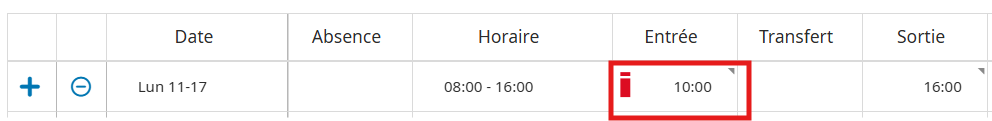 Date Absence Horaire Entrée Transfert Sortie
Lun 11-17 08:00 - 16:00 10:00 16:00